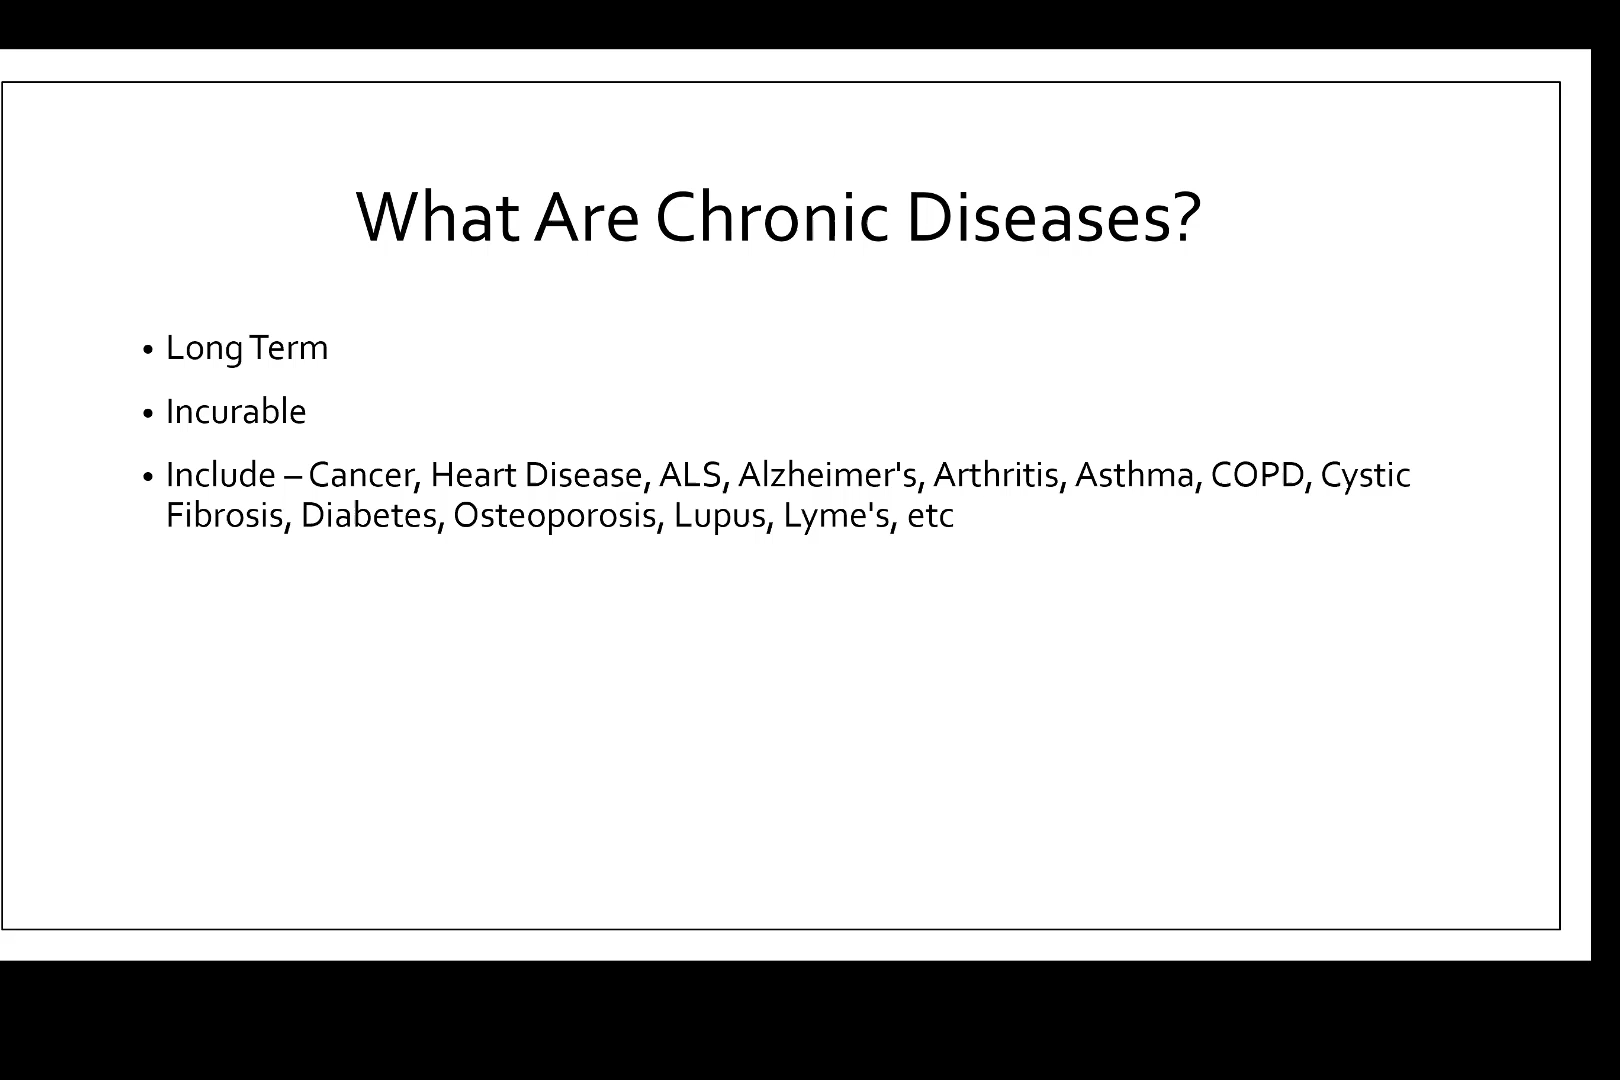 What Are Chronic Diseases?
• Long Term
• Incurable
• Include – Cancer, Heart Disease, ALS, Alzheimer's, Arthritis, Asthma, COPD, Cystic
Fibrosis, Diabetes, Osteoporosis, Lupus, Lyme's, etc